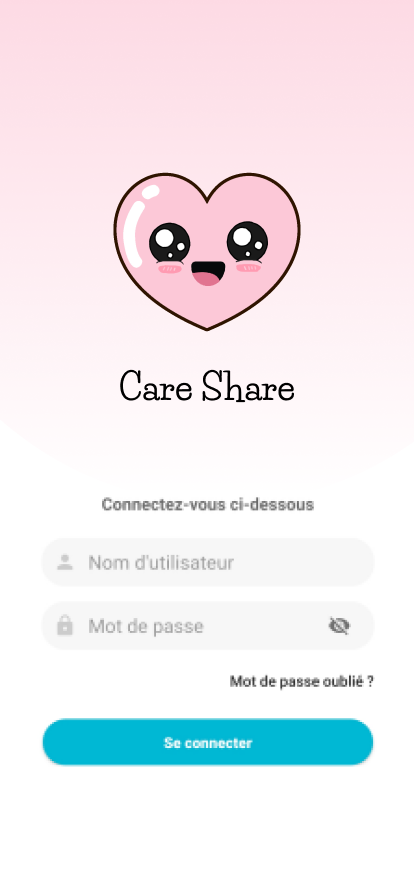 Care Share
Connectez-vous ci-dessous
Nom d'utilisateur
Mot de passe
Mot de passe oublié ?
Se connecter